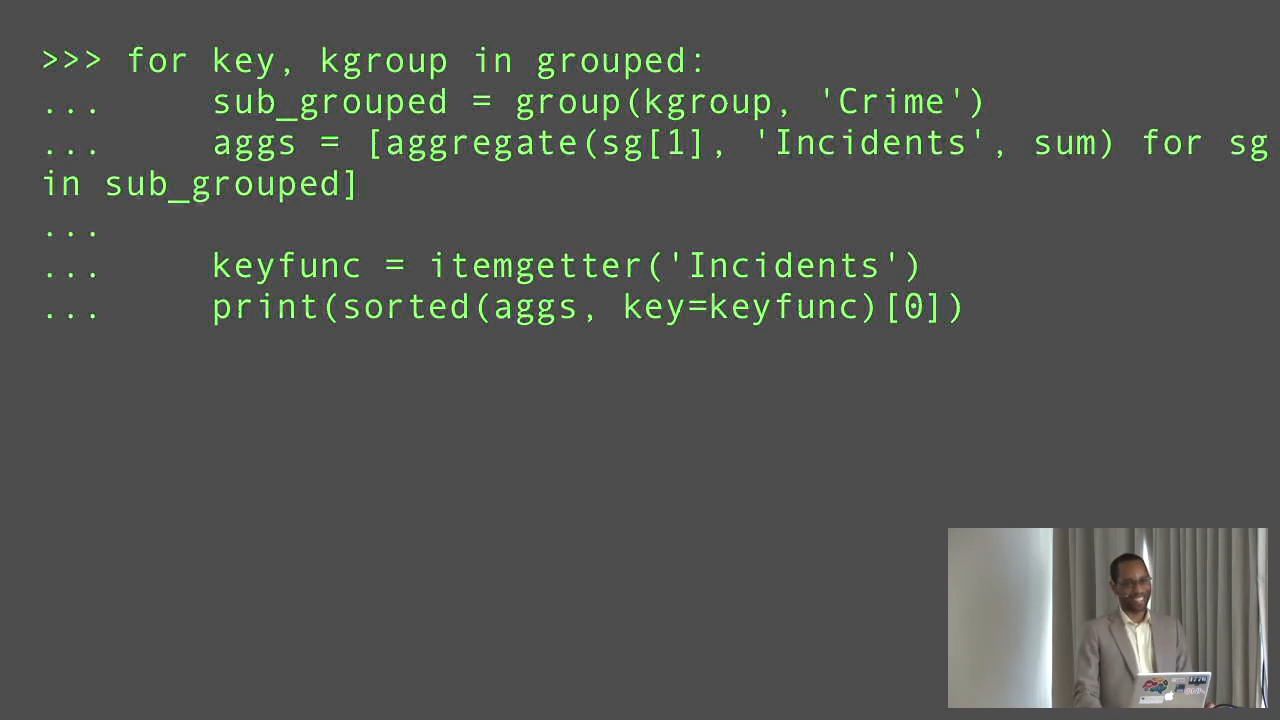 >>> for key, kgroup in grouped:
...     sub_grouped = group(kgroup, 'Crime')
...     aggs = [aggregate(sg[1], 'Incidents', sum) for sg
in sub_grouped]
...
...     keyfunc = itemgetter('Incidents')
...     print(sorted(aggs, key=keyfunc)[0])